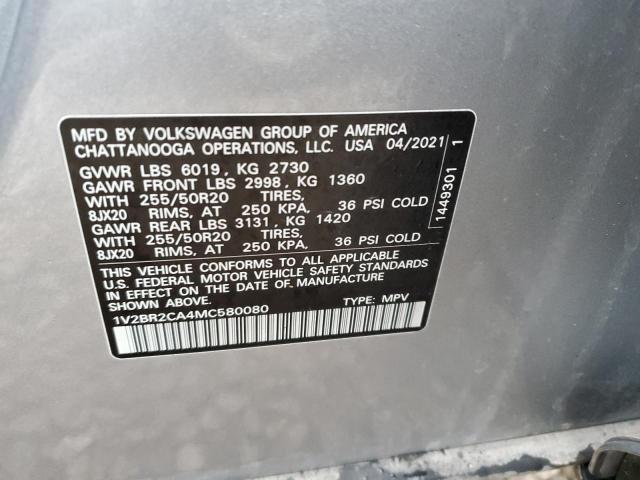 MFD BY VOLKSWAGEN GROUP OF AMERICA
CHATTANOOGA OPERATIONS, LLC. USA 04/2021
GVWR LBS 6019, KG 2730
GAWR FRONT LBS 2998, KG 1360
WITH 255/50R20 TIRES,
8JX20 RIMS, AT 250 KPA, 36 PSI COLD
GAWR REAR LBS 3131, KG 1420
WITH 255/50R20 TIRES,
8JX20 RIMS, AT 250 KPA, 36 PSI COLD
THIS VEHICLE CONFORMS TO ALL APPLICABLE
U.S. FEDERAL MOTOR VEHICLE SAFETY STANDARDS
IN EFFECT ON THE DATE OF MANUFACTURE
SHOWN ABOVE.
1V2BR2CA4MC580080 TYPE: MPV
1449301 1